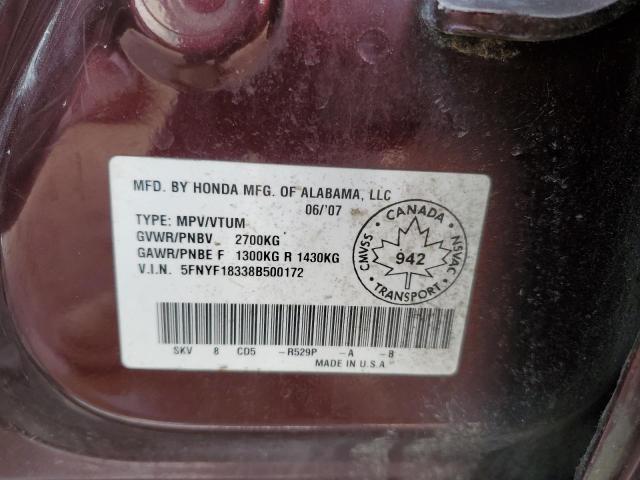 MFD. BY HONDA MFG. OF ALABAMA, LLC
06/'07
TYPE: MPV/VTUM
GVWR/PNBV 2700KG
GAWR/PNBE F 1300KG R 1430KG
V.I.N. 5FNYF18338B500172
CANADA
CMVSS 942 NSVAC
TRANSPORT
SKV 8 CD5 -R529P -A -B
MADE IN U.S.A